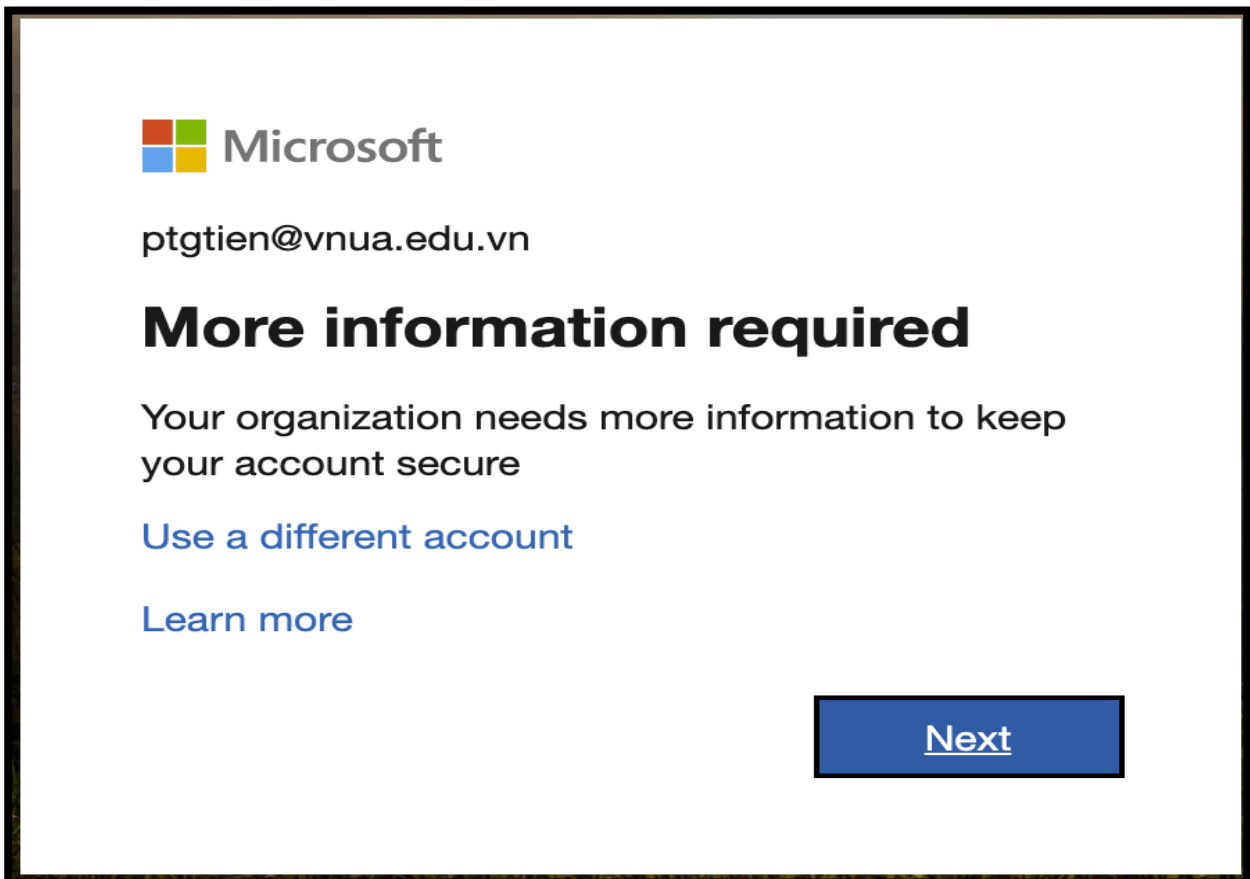 Microsoft
ptgtien@vnua.edu.vn
More information required
Your organization needs more information to keep
your account secure
Use a different account
Learn more
Next